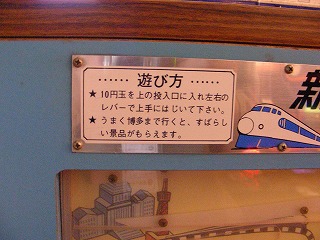 …… 遊び方 ……
★ 10円玉を上の投入口に入れ左右の
レバーで上手にはじいて下さい。
★ うまく博多まで行くと、すばらし
い景品がもらえます。
新